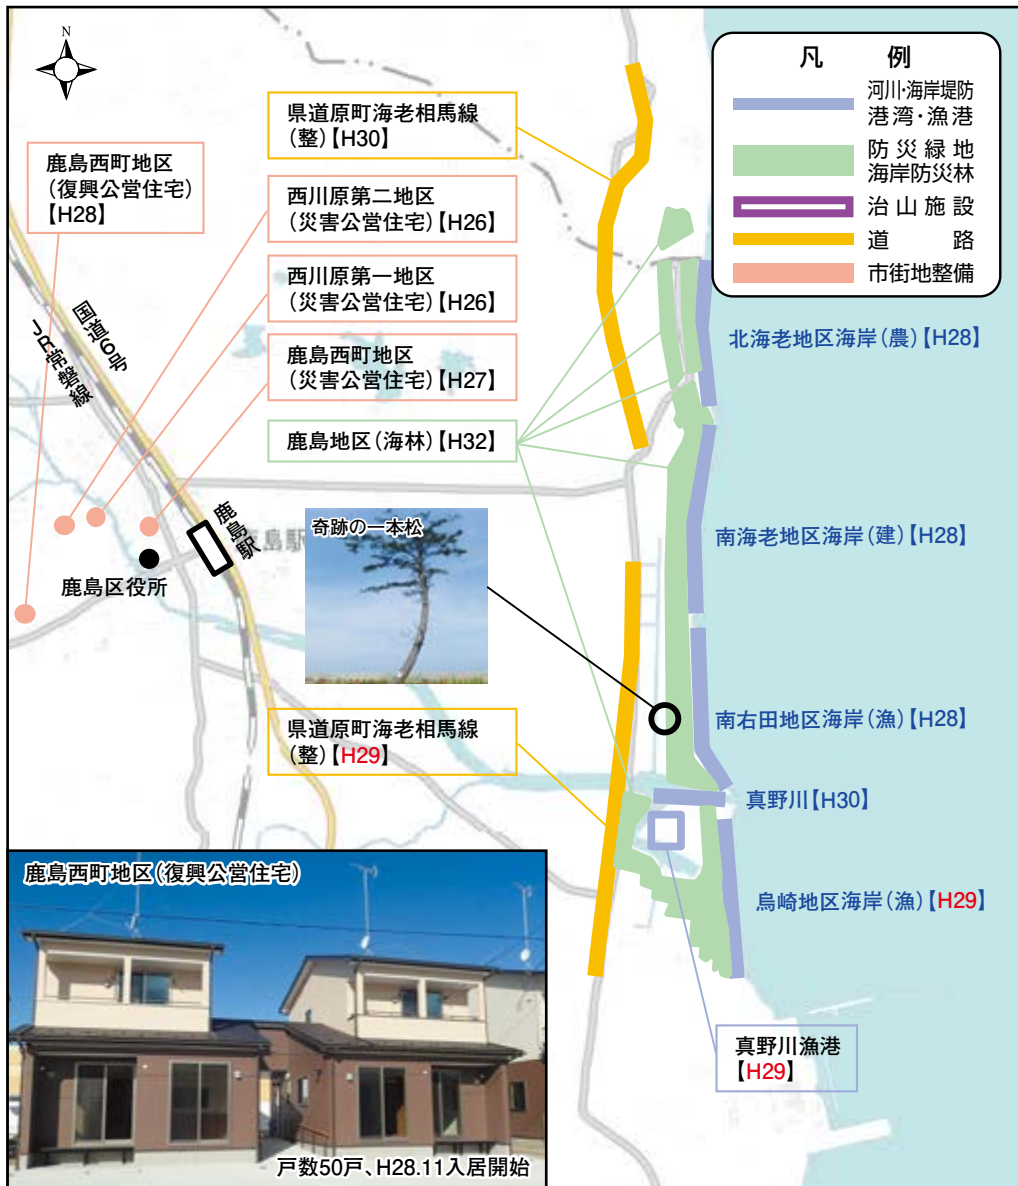 N
凡 例
河川・海岸堤防
港湾・漁港
防災緑地
海岸防災林
治山施設
道 路
市街地整備
県道原町海老相馬線
(整)【H30】
鹿島西町地区
(復興公営住宅)
【H28】
西川原第二地区
(災害公営住宅)【H26】
西川原第一地区
(災害公営住宅)【H26】
鹿島西町地区
(災害公営住宅)【H27】
鹿島地区(海林)【H32】
国道6号
JR常磐線
鹿島駅
鹿島駅
鹿島区役所
奇跡の一本松
北海老地区海岸(農)【H28】
南海老地区海岸(建)【H28】
南右田地区海岸(漁)【H28】
真野川【H30】
烏崎地区海岸(漁)【H29】
県道原町海老相馬線
(整)【H29】
真野川漁港
【H29】
鹿島西町地区(復興公営住宅)
戸数50戸、H28.11入居開始